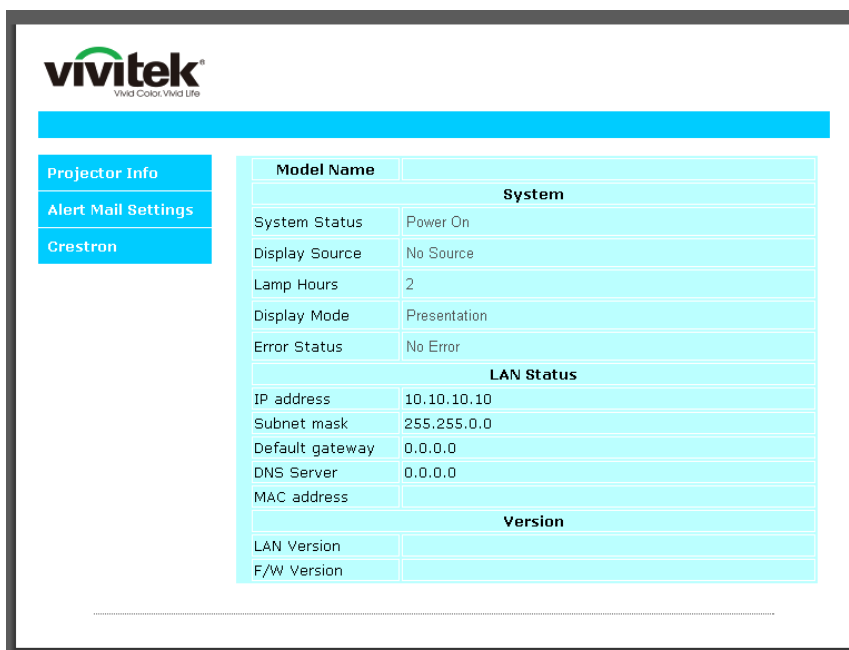 vivitek®
Vivid Color. Vivid Life
Projector Info
Alert Mail Settings
Crestron
Model Name
System
System Status Power On
Display Source No Source
Lamp Hours 2
Display Mode Presentation
Error Status No Error
LAN Status
IP address 10.10.10.10
Subnet mask 255.255.0.0
Default gateway 0.0.0.0
DNS Server 0.0.0.0
MAC address
Version
LAN Version
F/W Version